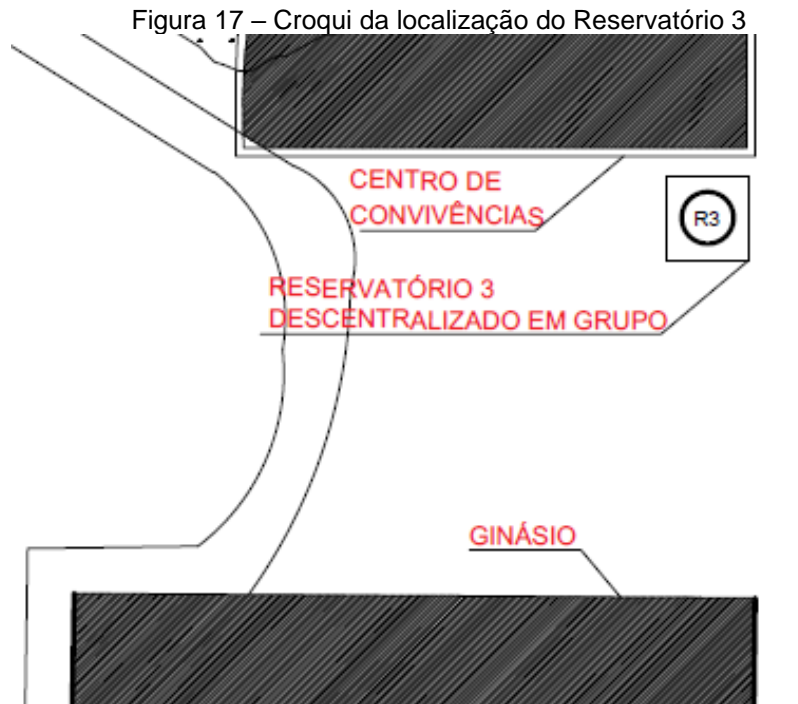 Figura 17 – Croqui da localização do Reservatório 3
CENTRO DE
CONVIVÊNCIAS
R3
RESERVATÓRIO 3
DESCENTRALIZADO EM GRUPO
GINÁSIO